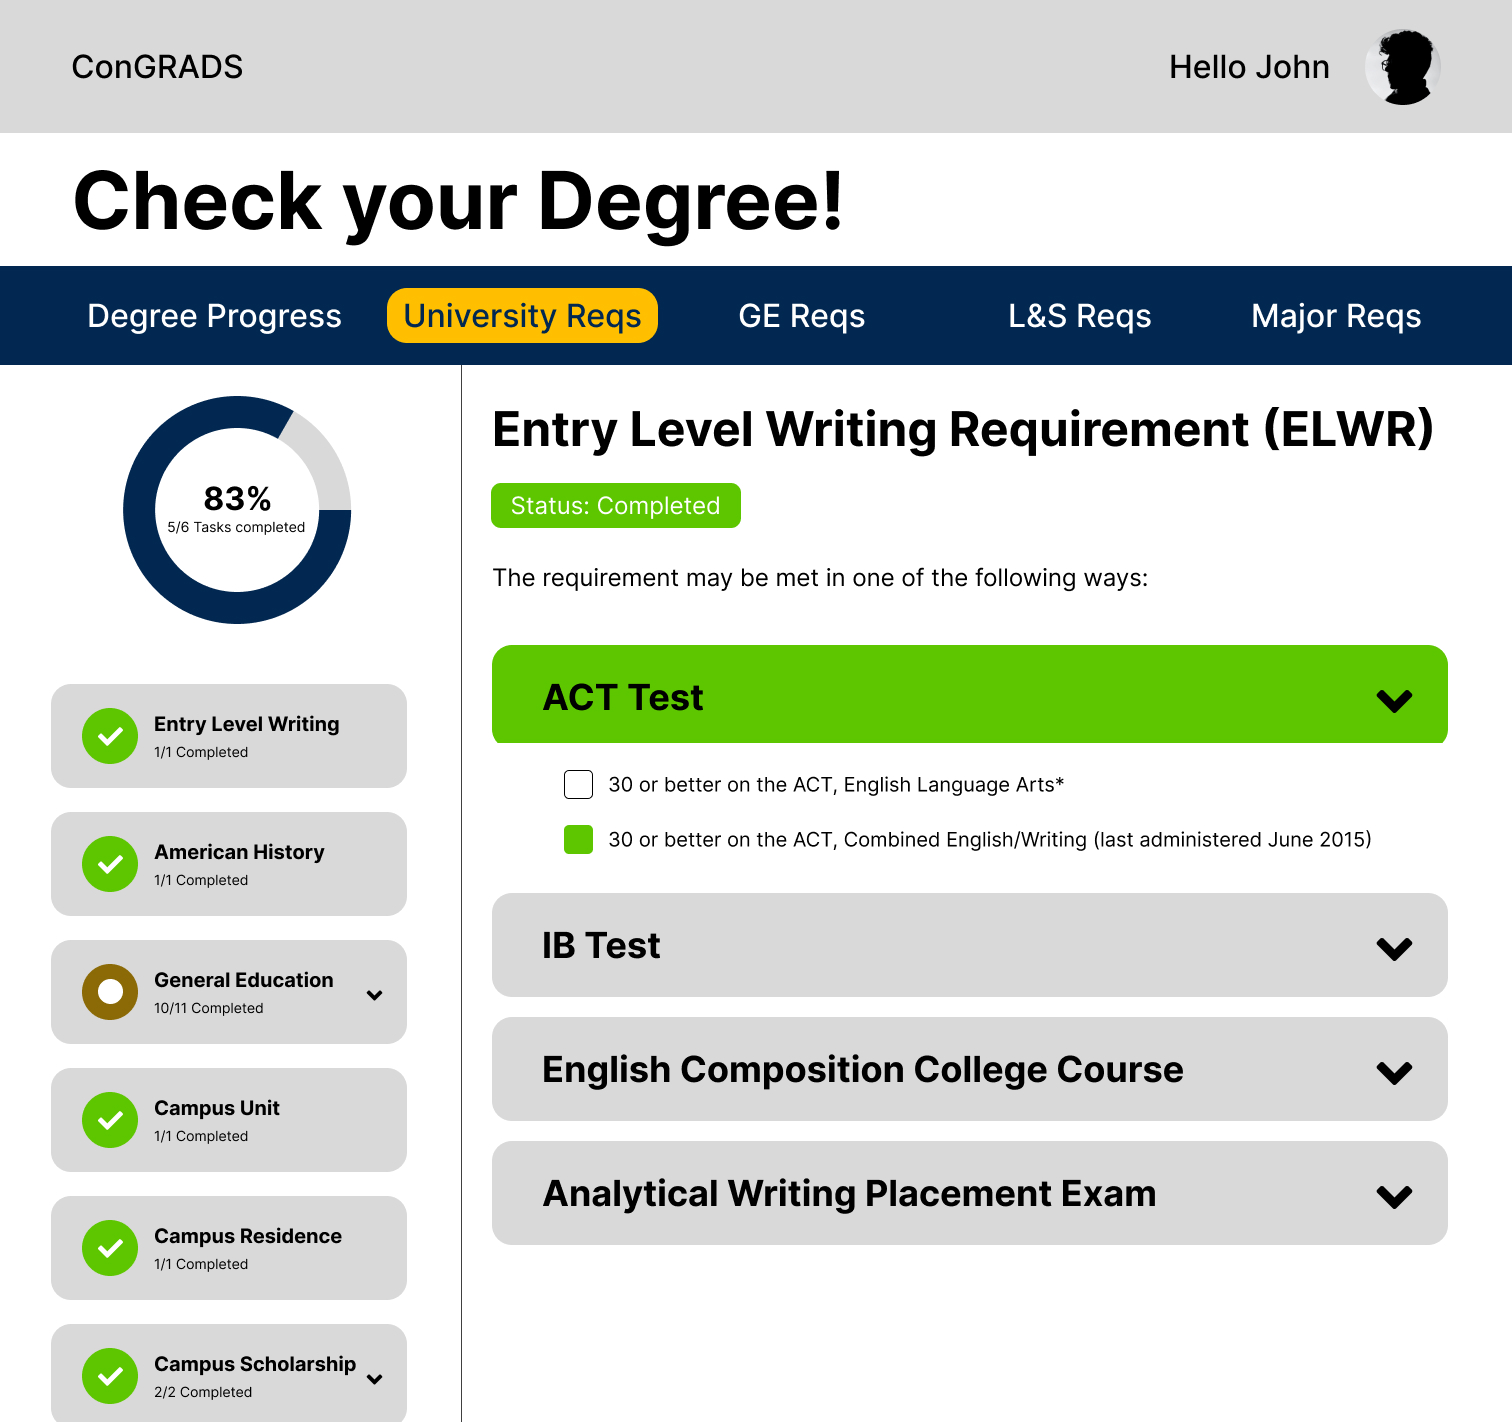 ConGRADS
Hello John
Check your Degree!
Degree Progress
University Reqs
GE Reqs
L&S Reqs
Major Reqs
83%
5/6 Tasks completed
Entry Level Writing
1/1 Completed
American History
1/1 Completed
General Education
10/11 Completed
Campus Unit
1/1 Completed
Campus Residence
1/1 Completed
Campus Scholarship
2/2 Completed
Entry Level Writing Requirement (ELWR)
Status: Completed
The requirement may be met in one of the following ways:
ACT Test
30 or better on the ACT, English Language Arts*
30 or better on the ACT, Combined English/Writing (last administered June 2015)
IB Test
English Composition College Course
Analytical Writing Placement Exam